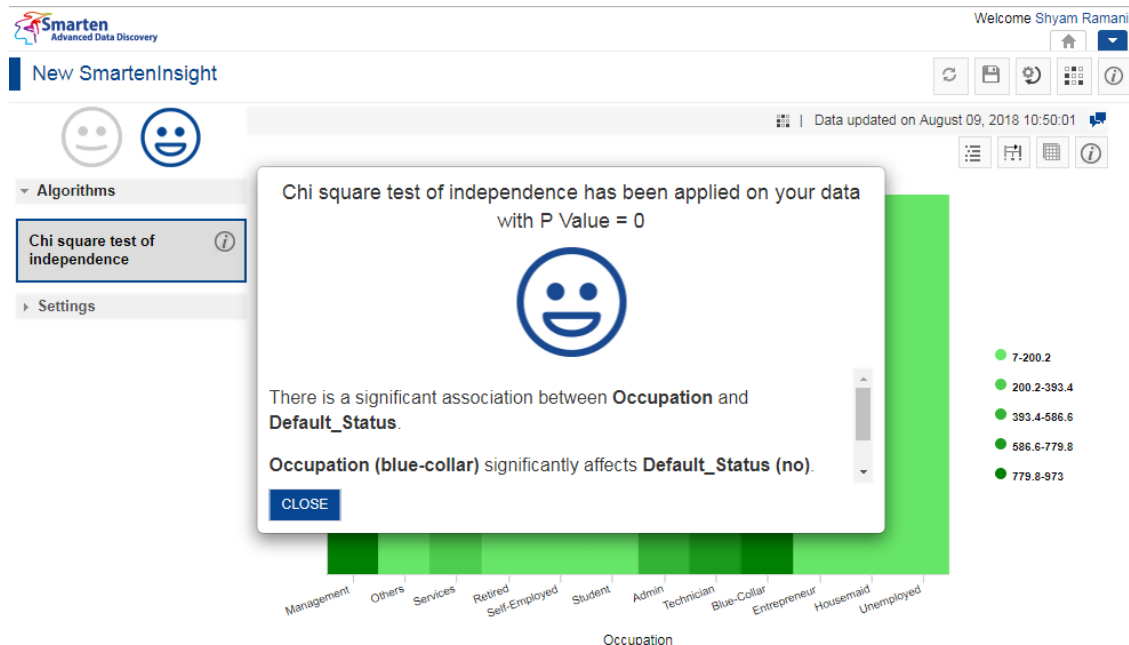 Smarten
Advanced Data Discovery
Welcome Shyam Ramani
New SmartenInsight
| Data updated on August 09, 2018 10:50:01
Algorithms
Chi square test of
independence
Settings
Chi square test of independence has been applied on your data
with P Value = 0
There is a significant association between Occupation and
Default_Status.
Occupation (blue-collar) significantly affects Default_Status (no).
CLOSE
7-200.2
200.2-393.4
393.4-586.6
586.6-779.8
779.8-973
Management
Others
Services
Retired
Self-Employed
Student
Admin
Technician
Blue-Collar
Entrepreneur
Housemaid
Unemployed
Occupation